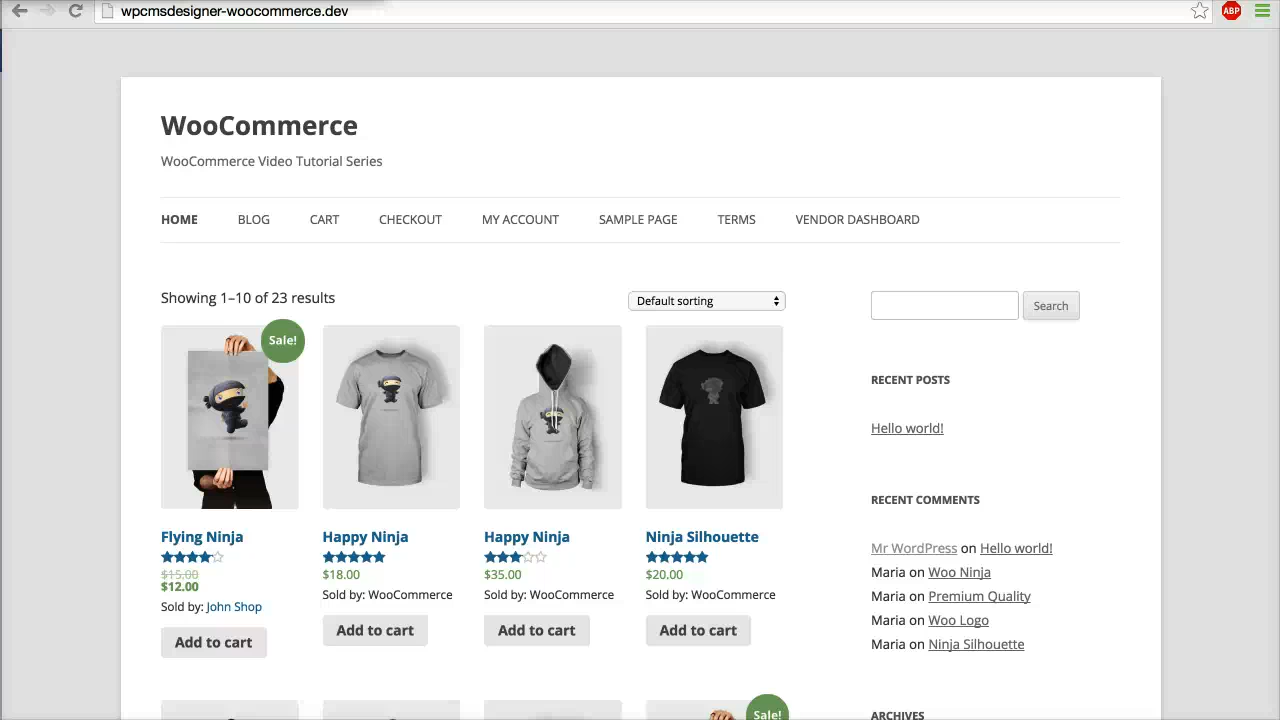 wpcmsdesigner-woocommerce.dev
ABP
WooCommerce
WooCommerce Video Tutorial Series
HOME BLOG CART CHECKOUT MY ACCOUNT SAMPLE PAGE TERMS VENDOR DASHBOARD
Showing 1–10 of 23 results
Default sorting
Search
Sale!
Flying Ninja
$15.00
$12.00
Sold by: John Shop
Add to cart
Happy Ninja
$18.00
Sold by: WooCommerce
Add to cart
Happy Ninja
$35.00
Sold by: WooCommerce
Add to cart
Ninja Silhouette
$20.00
Sold by: WooCommerce
Add to cart
Sale!
RECENT POSTS
Hello world!
RECENT COMMENTS
Mr WordPress on Hello world!
Maria on Woo Ninja
Maria on Premium Quality
Maria on Woo Logo
Maria on Ninja Silhouette
ARCHIVES